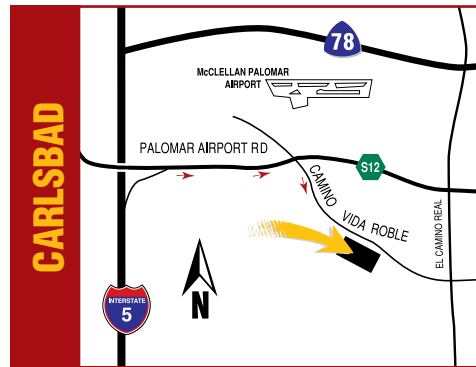 CARLSBAD
78
McCLELLAN PALOMAR
AIRPORT
PALOMAR AIRPORT RD
S12
CAMINO
VIDA ROBLE
EL CAMINO REAL
INTERSTATE
5
N